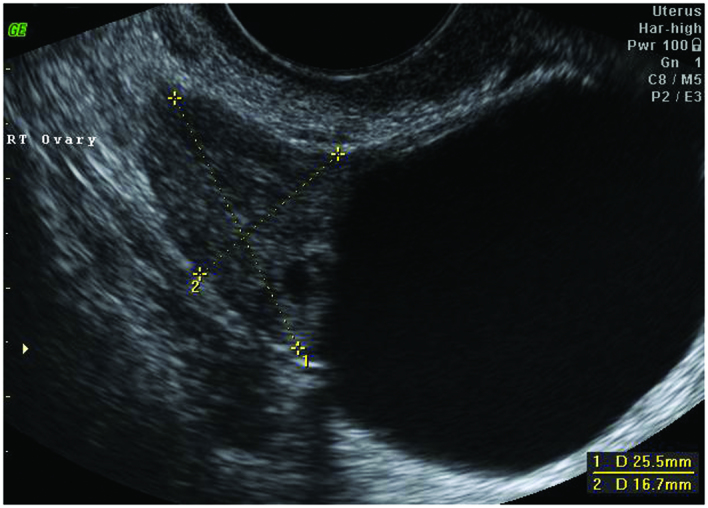 GE
Uterus
Har-high
Pwr 100
Gn 1
C8 / M5
P2 / E3
RT Ovary
2
1
1 D 25.5mm
2 D 16.7mm